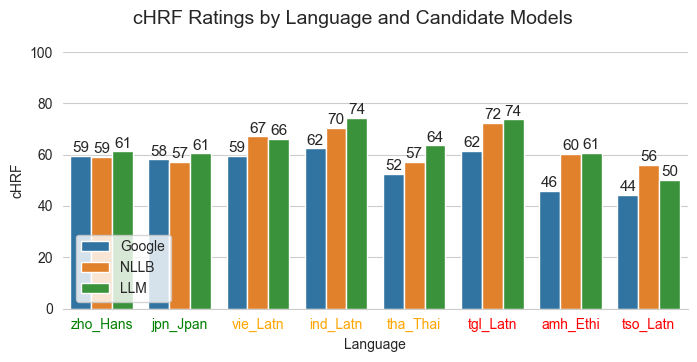 cHRF Ratings by Language and Candidate Models
100
80
60
40
20
0
cHRF
59 59 61
58 57 61
59 67 66
62 70 74
52 57 64
62 72 74
46 60 61
44 56 50
Google
NLLB
LLM
zho_Hans jpn_Jpan vie_Latn ind_Latn tha_Thai tgl_Latn amh_Ethi tso_Latn
Language